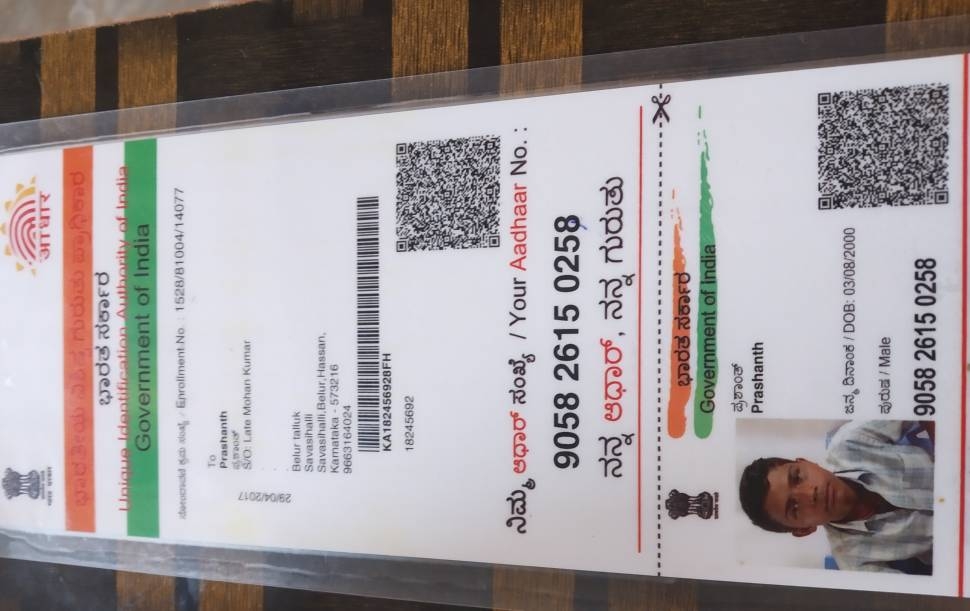 आधार
ಭಾರತೀಯ ವಿಶಿಷ್ಟ ಗುರುತು ಪ್ರಾಧಿಕಾರ
ಭಾರತ ಸರ್ಕಾರ
Unique Identification Authority of India
Government of India
ನೋಂದಾವಣೆ ಕ್ರಮ ಸಂಖ್ಯೆ / Enrollment No. : 1528/81004/14077
To
Prashanth
ಪ್ರಶಾಂತ್
S/O: Late Mohan Kumar
Belur talluk
Savasihalli
Savasihalli,Belur,Hassan,
Karnataka - 573216
9663164024
29/04/2017
KA182456928FH
18245692
ನಿಮ್ಮ ಆಧಾರ್ ಸಂಖ್ಯೆ / Your Aadhaar No. :
9058 2615 0258
ನನ್ನ ಆಧಾರ್, ನನ್ನ ಗುರುತು
ಭಾರತ ಸರ್ಕಾರ
Government of India
ಪ್ರಶಾಂತ್
Prashanth
ಜನ್ಮ ದಿನಾಂಕ / DOB: 03/08/2000
ಪುರುಷ / Male
9058 2615 0258